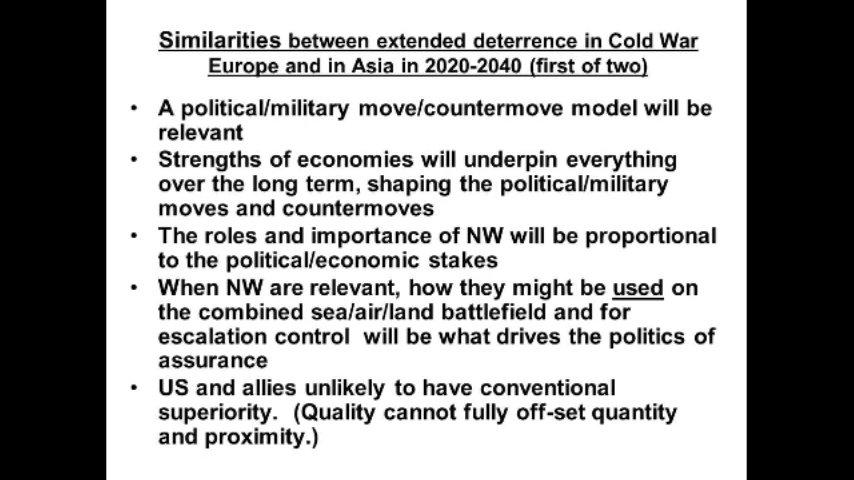 Similarities between extended deterrence in Cold War
Europe and in Asia in 2020-2040 (first of two)
• A political/military move/countermove model will be
relevant
• Strengths of economies will underpin everything
over the long term, shaping the political/military
moves and countermoves
• The roles and importance of NW will be proportional
to the political/economic stakes
• When NW are relevant, how they might be used on
the combined sea/air/land battlefield and for
escalation control will be what drives the politics of
assurance
• US and allies unlikely to have conventional
superiority. (Quality cannot fully off-set quantity
and proximity.)